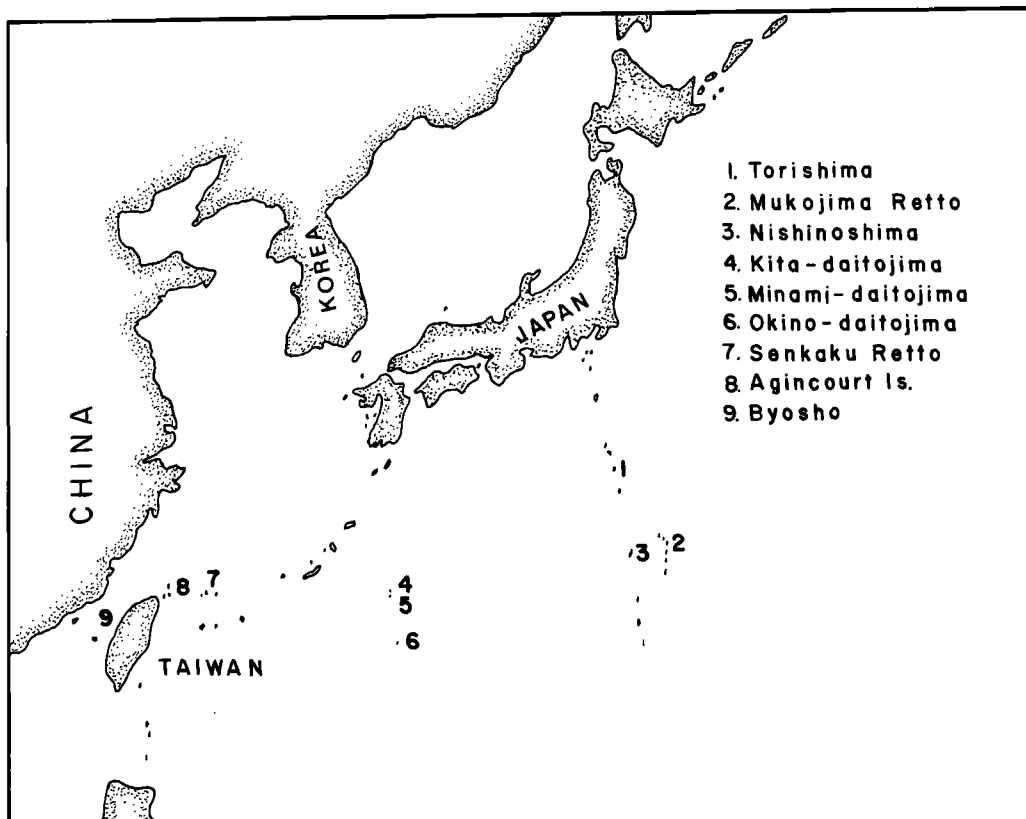 1. Torishima
2. Mukojima Retto
3. Nishinoshima
4. Kita-daitojima
5. Minami-daitojima
6. Okino-daitojima
7. Senkaku Retto
8. Agincourt Is.
9. Byosho
KOREA
JAPAN
CHINA
1
2
3
7
8
4
5
9
6
TAIWAN